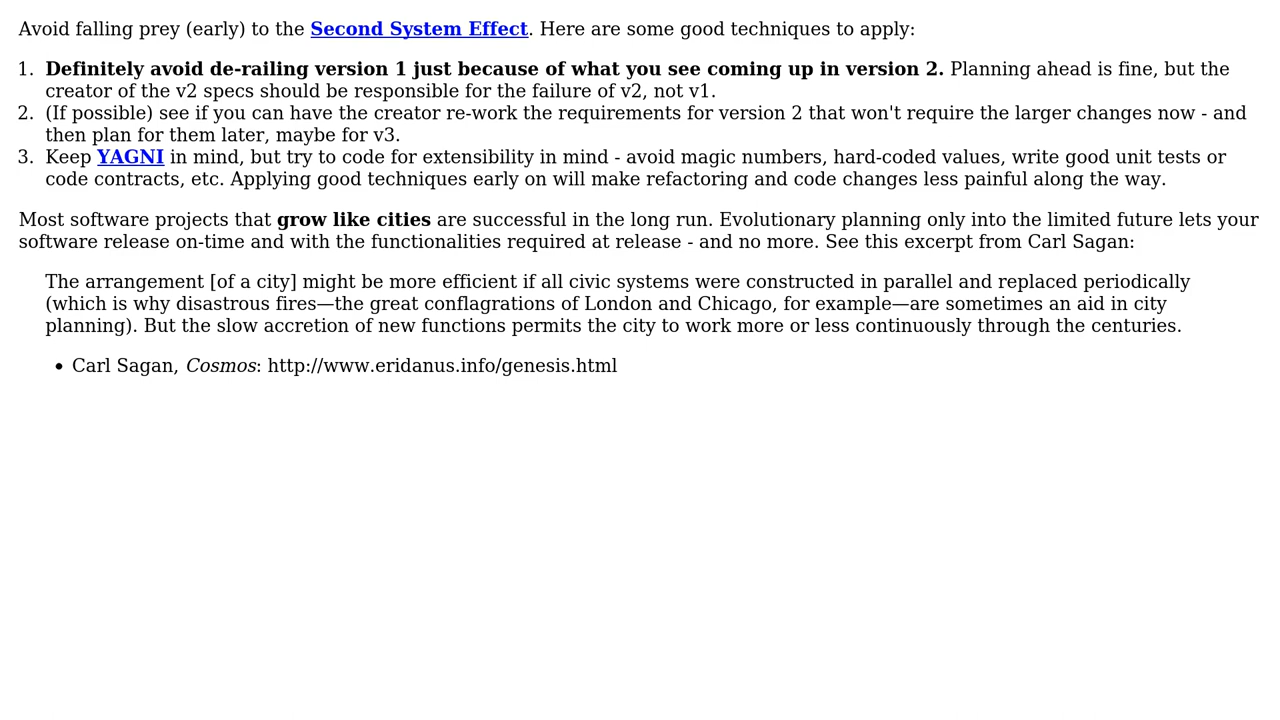 Avoid falling prey (early) to the Second System Effect. Here are some good techniques to apply:
1. Definitely avoid de-railing version 1 just because of what you see coming up in version 2. Planning ahead is fine, but the
creator of the v2 specs should be responsible for the failure of v2, not v1.
2. (If possible) see if you can have the creator re-work the requirements for version 2 that won't require the larger changes now - and
then plan for them later, maybe for v3.
3. Keep YAGNI in mind, but try to code for extensibility in mind - avoid magic numbers, hard-coded values, write good unit tests or
code contracts, etc. Applying good techniques early on will make refactoring and code changes less painful along the way.
Most software projects that grow like cities are successful in the long run. Evolutionary planning only into the limited future lets your
software release on-time and with the functionalities required at release - and no more. See this excerpt from Carl Sagan:
The arrangement [of a city] might be more efficient if all civic systems were constructed in parallel and replaced periodically
(which is why disastrous fires—the great conflagrations of London and Chicago, for example—are sometimes an aid in city
planning). But the slow accretion of new functions permits the city to work more or less continuously through the centuries.
• Carl Sagan, Cosmos: http://www.eridanus.info/genesis.html